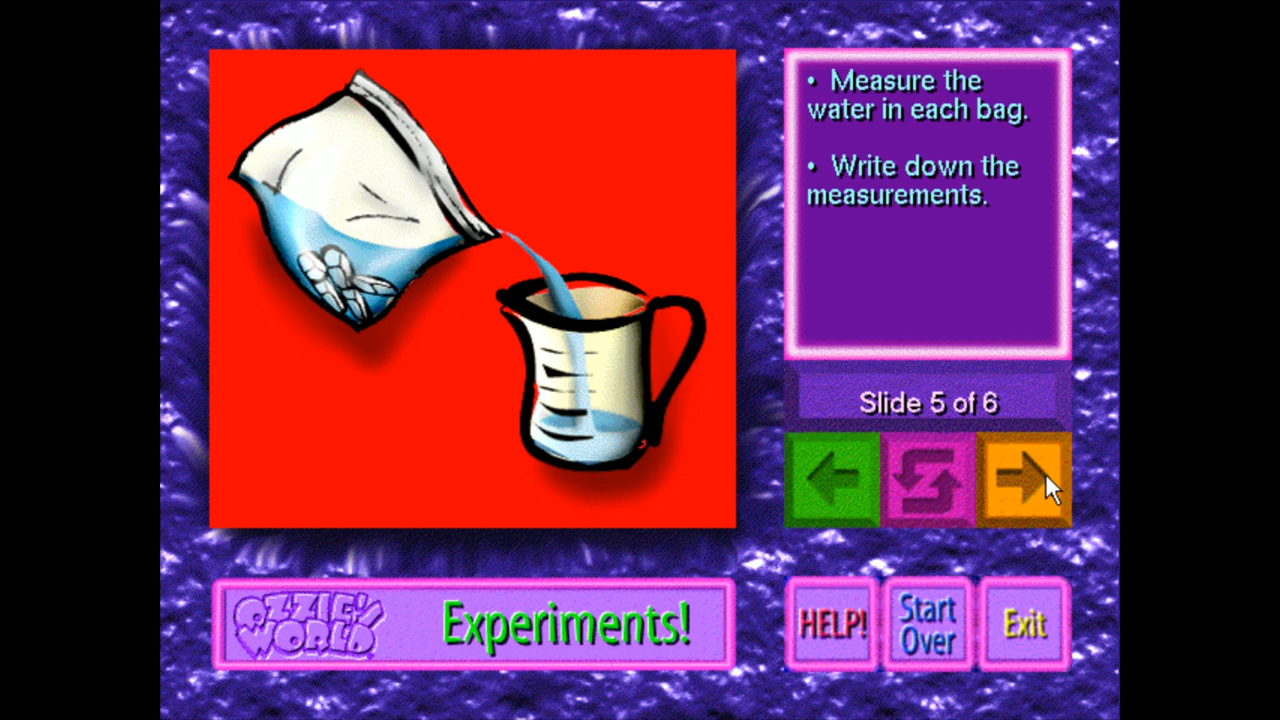 • Measure the
water in each bag.
• Write down the
measurements.
Slide 5 of 6
OZZIE'S
WORLD
Experiments!
HELP!
Start
Over
Exit